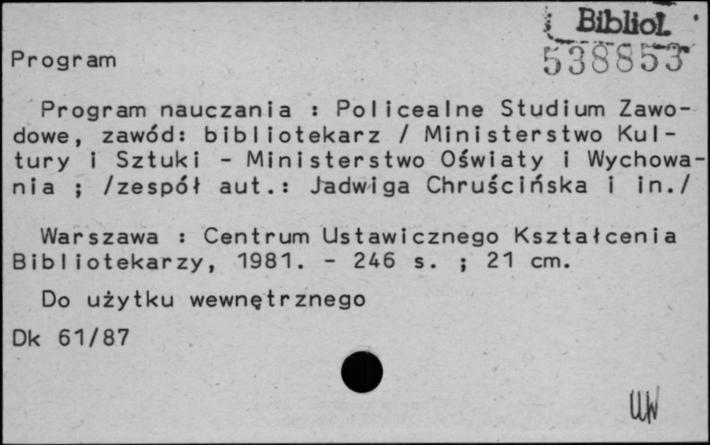 Bibliol.
538853
Program
Program nauczania : Policealne Studium Zawo-
dowe, zawód: bibliotekarz / Ministerstwo Kul-
tury i Sztuki - Ministerstwo Oświaty i Wychowa-
nia ; /zespół aut.: Jadwiga Chruścińska i in./
Warszawa : Centrum Ustawicznego Kształcenia
Bibliotekarzy, 1981. - 246 s. ; 21 cm.
Do użytku wewnętrznego
Dk 61/87
UW